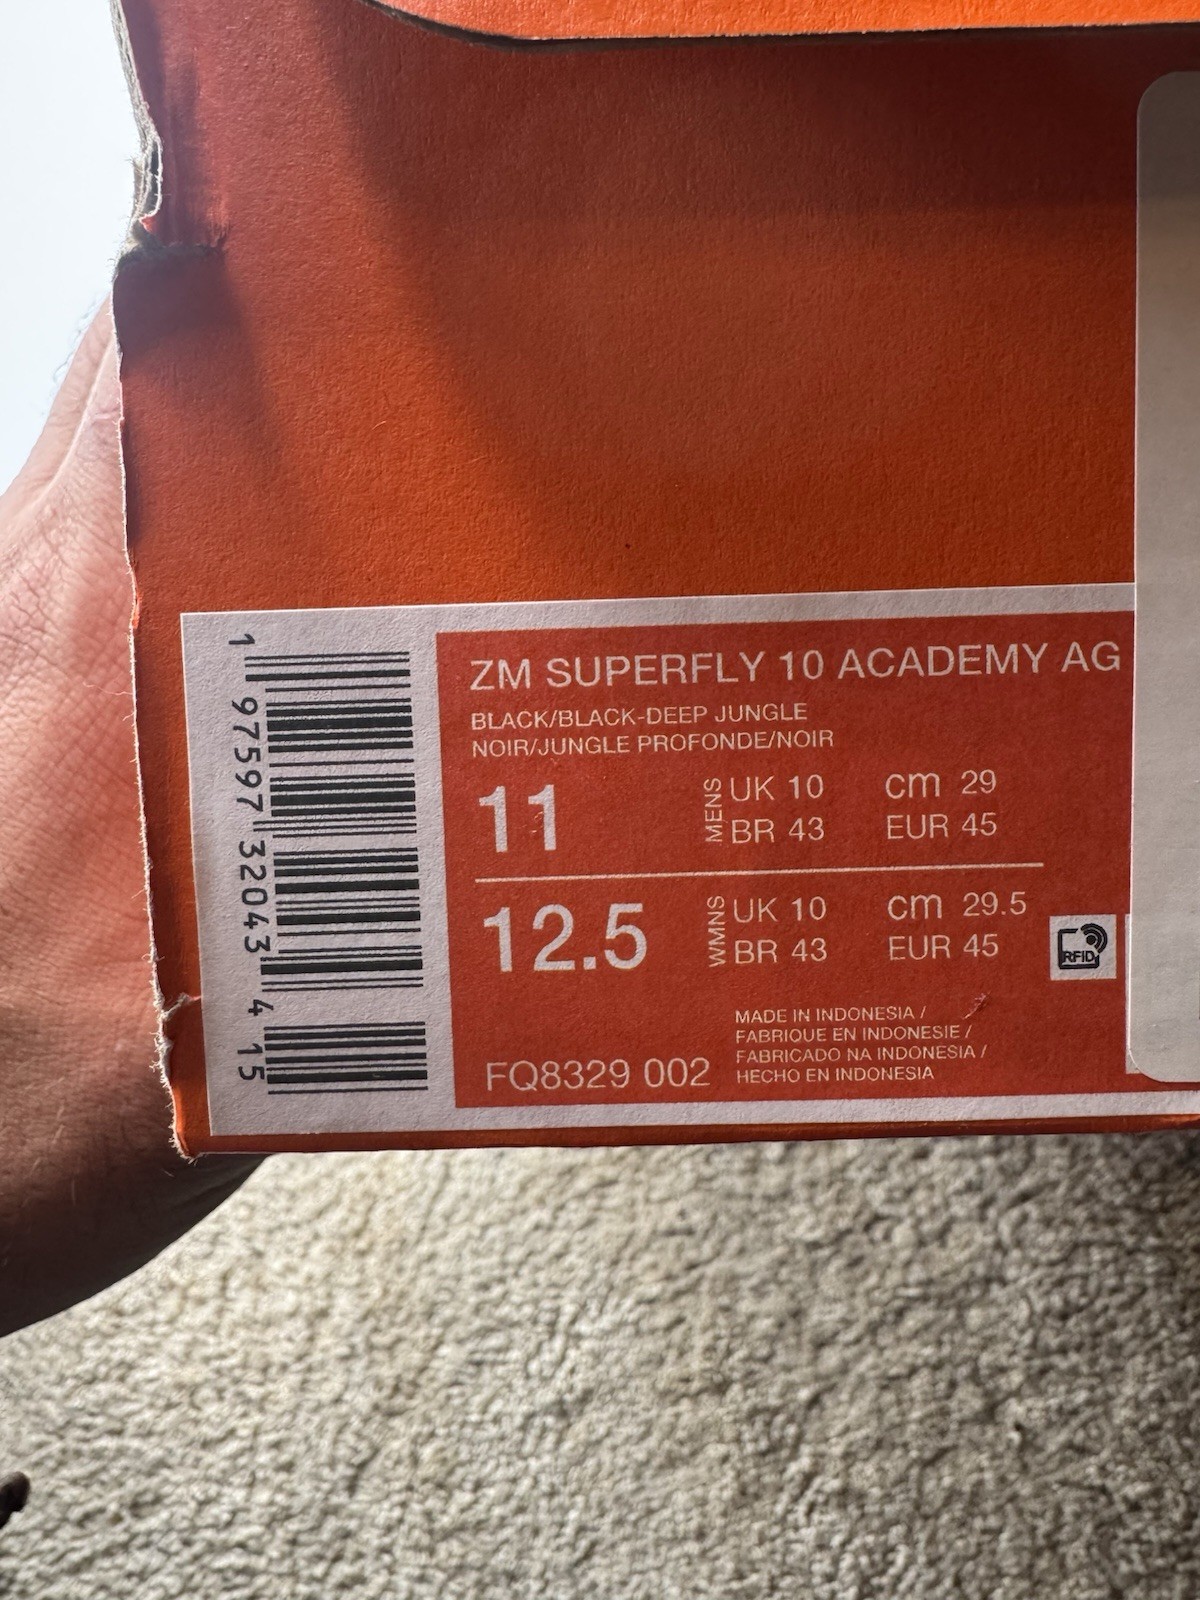 ZM SUPERFLY 10 ACADEMY AG
BLACK/BLACK-DEEP JUNGLE
NOIR/JUNGLE PROFONDE/NOIR
11
MENS
UK 10
cm 29
BR 43
EUR 45
12.5
WMNS
UK 10
cm 29.5
BR 43
EUR 45
RFID
MADE IN INDONESIA /
FABRIQUE EN INDONESIE /
FABRICADO NA INDONESIA /
HECHO EN INDONESIA
FQ8329 002
1 97597 32043 4 15